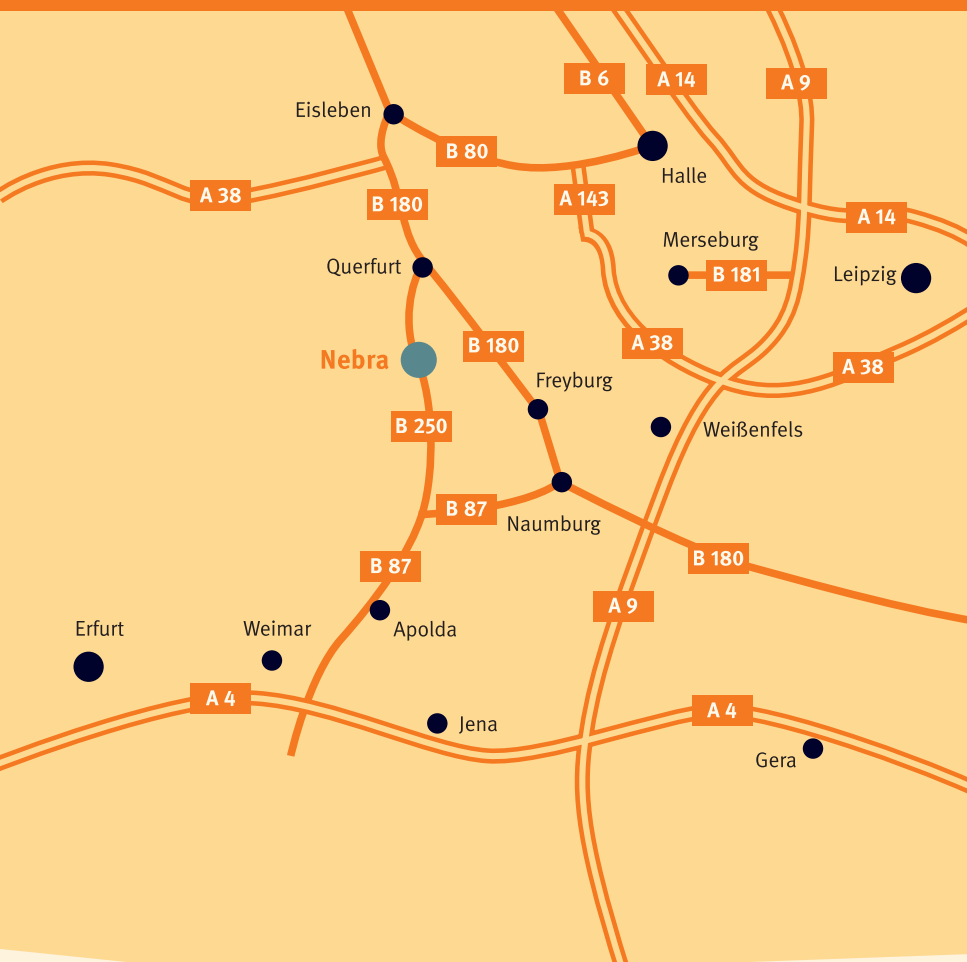 B 6
A 14
A 9
Eisleben
B 80
Halle
A 38
B 180
A 143
A 14
Merseburg
Querfurt
B 181
Leipzig
Nebra
B 180
A 38
A 38
Freyburg
B 250
Weißenfels
B 87
Naumburg
B 180
B 87
A 9
Erfurt
Weimar
Apolda
A 4
A 4
Jena
Gera